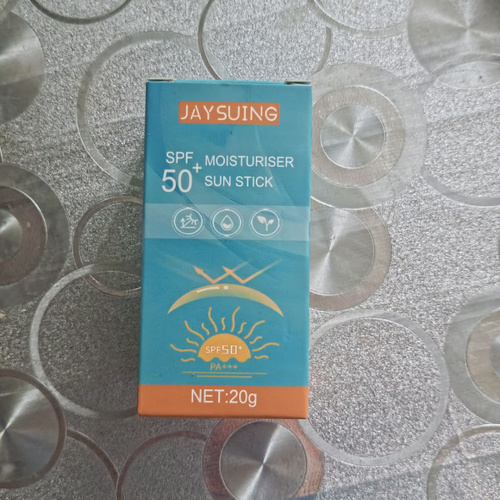 JAYSUING
SPF 50+
MOISTURISER
SUN STICK
SPF50+
PA+++
NET:20g